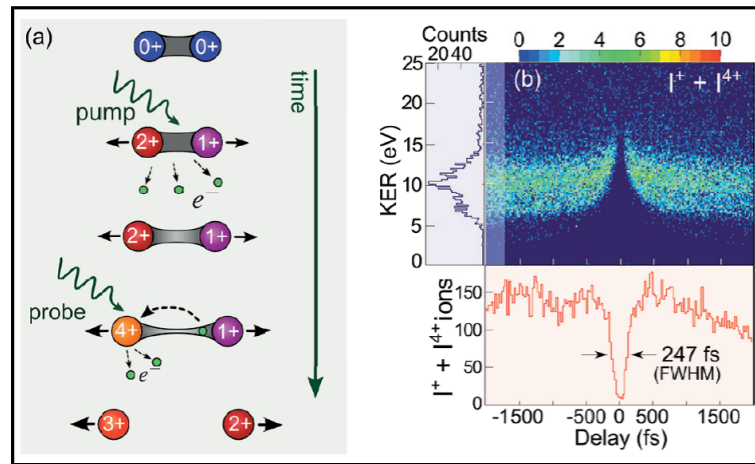 (a)
0+ 0+
time
pump
2+ 1+
e⁻
2+ 1+
probe
4+ 1+
e⁻
3+ 2+
Counts
20 40
0 2 4 6 8 10
(b)
I⁺ + I⁴⁺
KER (eV)
25
20
15
10
5
0
I⁺ + I⁴⁺ions
150
100
50
0
247 fs
(FWHM)
-1500 -500 0 500 1500
Delay (fs)